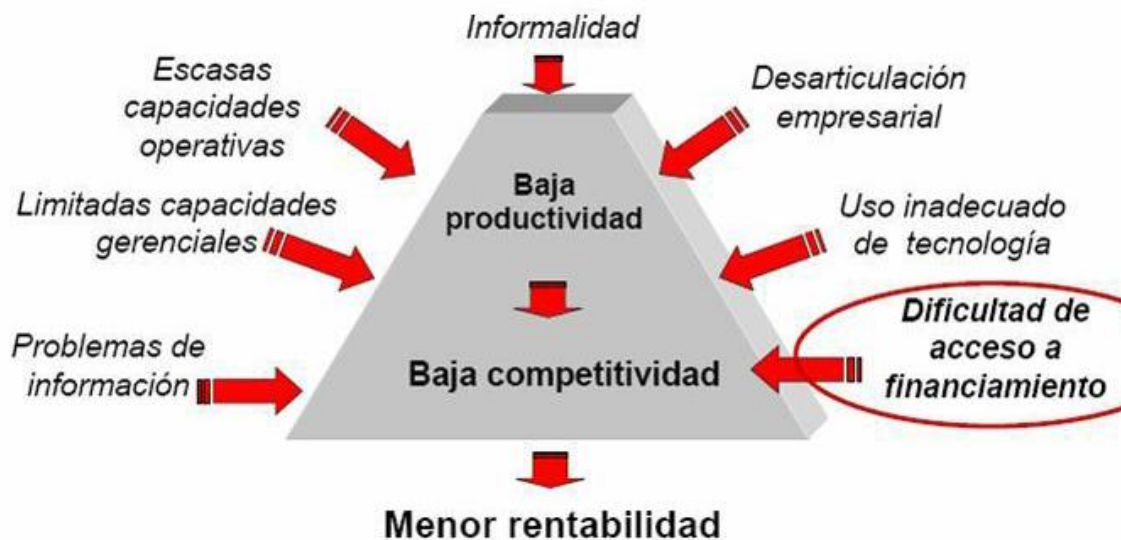 Informalidad
Escasas
capacidades
operativas
Desarticulación
empresarial
Baja
productividad
Limitadas capacidades
gerenciales
Uso inadecuado
de tecnología
Problemas de
información
Baja competitividad
Dificultad de
acceso a
financiamiento
Menor rentabilidad